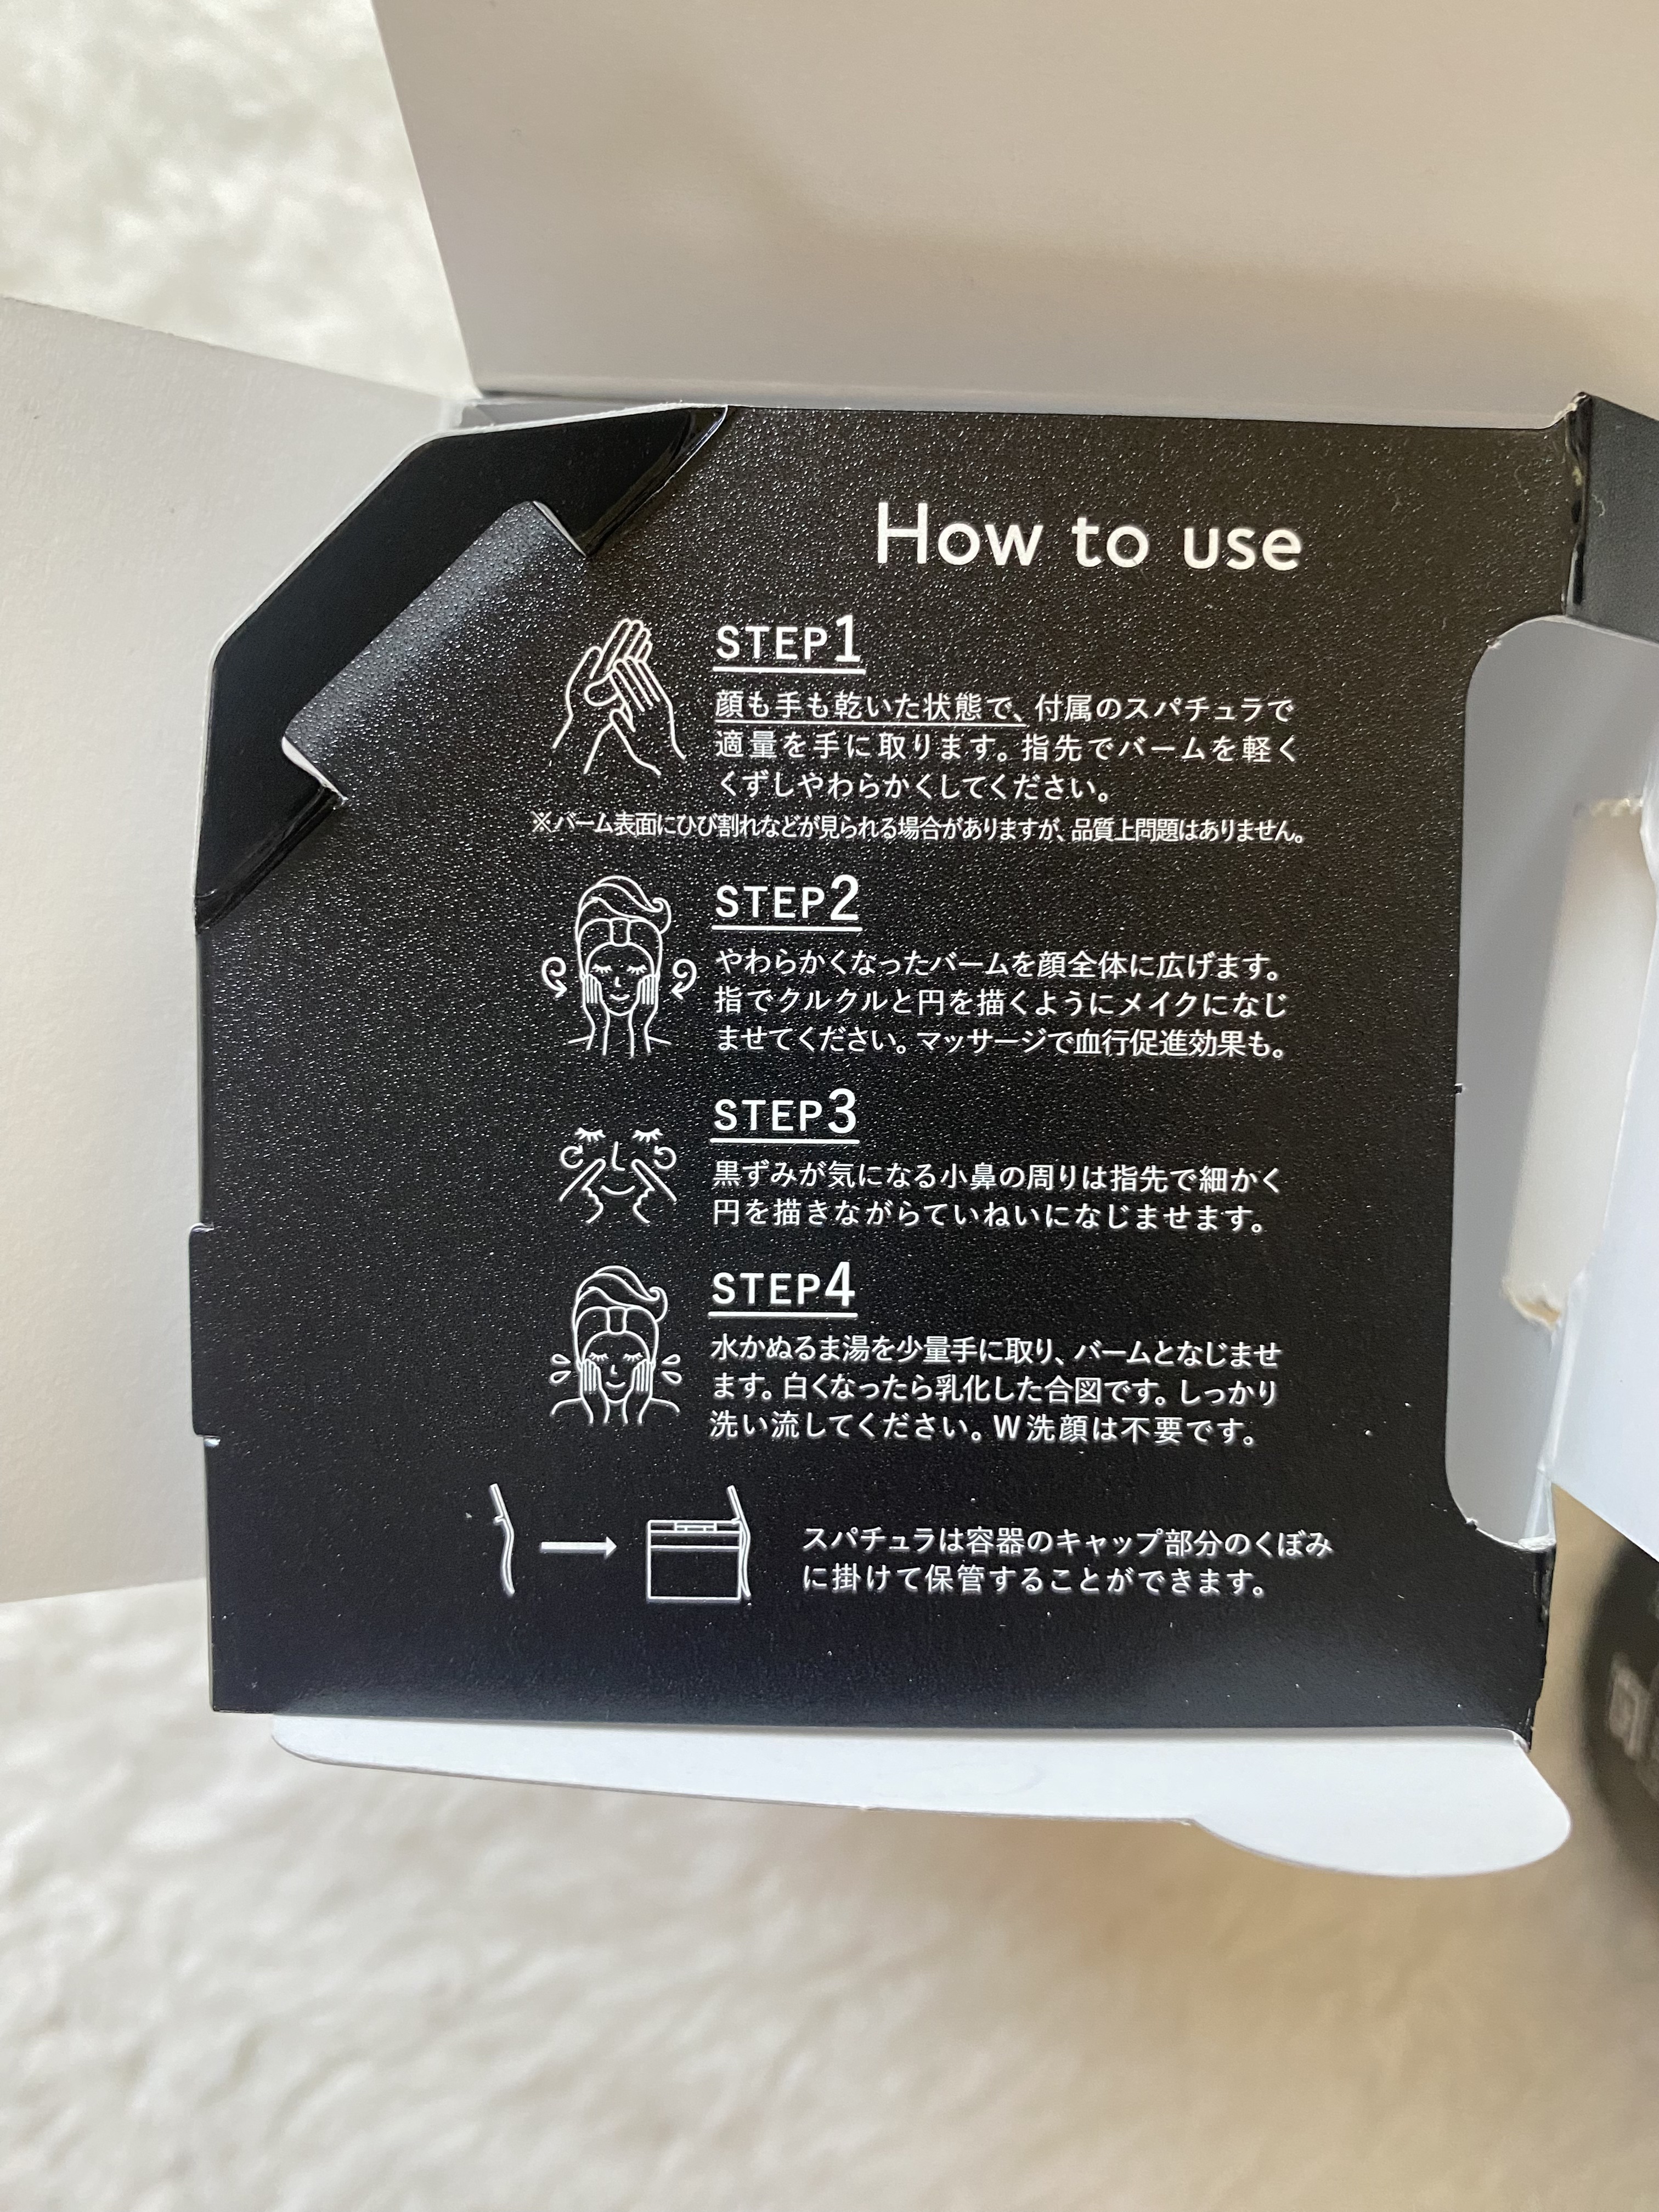 How to use
STEP1
顔も手も乾いた状態で、付属のスパチュラで
適量を手に取ります。指先でバームを軽く
くずしやわらかくしてください。
※バーム表面にひび割れなどが見られる場合がありますが、品質上問題はありません。
STEP2
やわらかくなったバームを顔全体に広げます。
指でクルクルと円を描くようにメイクになじ
ませてください。マッサージで血行促進効果も。
STEP3
黒ずみが気になる小鼻の周りは指先で細かく
円を描きながらていねいになじませます。
STEP4
水かぬるま湯を少量手に取り、バームとなじませ
ます。白くなったら乳化した合図です。しっかり
洗い流してください。W洗顔は不要です。
スパチュラは容器のキャップ部分のくぼみ
に掛けて保管することができます。